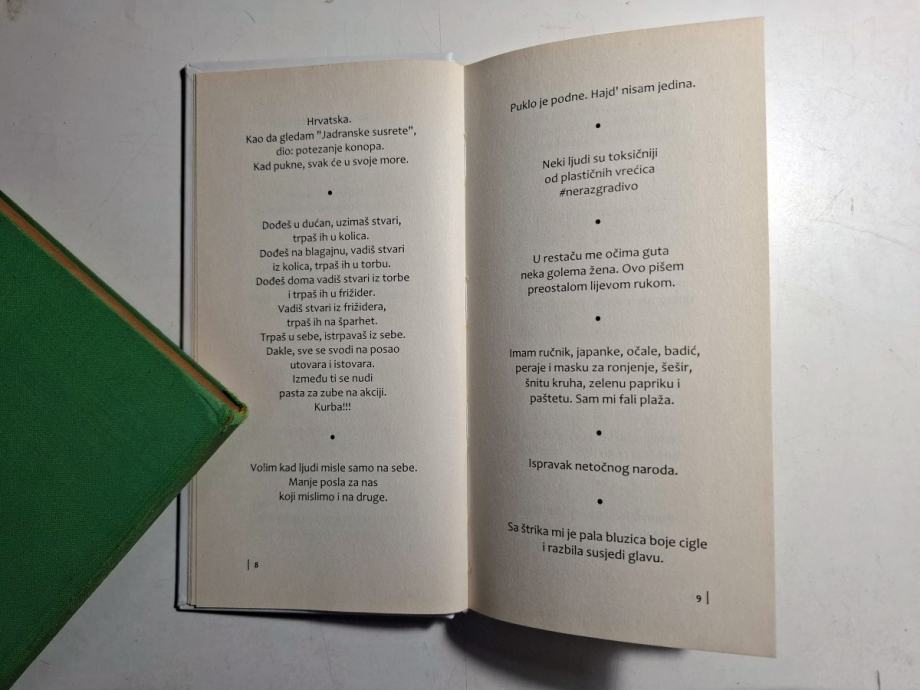 Hrvatska.
Kao da gledam "Jadranske susrete",
dio: potezanje konopa.
Kad pukne, svak će u svoje more.
•
Dođeš u dućan, uzimaš stvari,
trpaš ih u kolica.
Dođeš na blagajnu, vadiš stvari
iz kolica, trpaš ih u torbu.
Dođeš doma vadiš stvari iz torbe
i trpaš ih u frižider.
Vadiš stvari iz frižidera,
trpaš ih na šparhet.
Trpaš u sebe, istrpavaš iz sebe.
Dakle, sve se svodi na posao
utovara i istovara.
Između ti se nudi
pasta za zube na akciji.
Kurba!!!
•
Volim kad ljudi misle samo na sebe.
Manje posla za nas
koji mislimo i na druge.
| 8
Puklo je podne. Hajd' nisam jedina.
•
Neki ljudi su toksičniji
od plastičnih vrećica
#nerazgradivo
•
U restaču me očima guta
neka golema žena. Ovo pišem
preostalom lijevom rukom.
•
Imam ručnik, japanke, očale, badić,
peraje i masku za ronjenje, šešir,
šnitu kruha, zelenu papriku i
paštetu. Sam mi fali plaža.
•
Ispravak netočnog naroda.
•
Sa štrika mi je pala bluzica boje cigle
i razbila susjedi glavu.
9 |